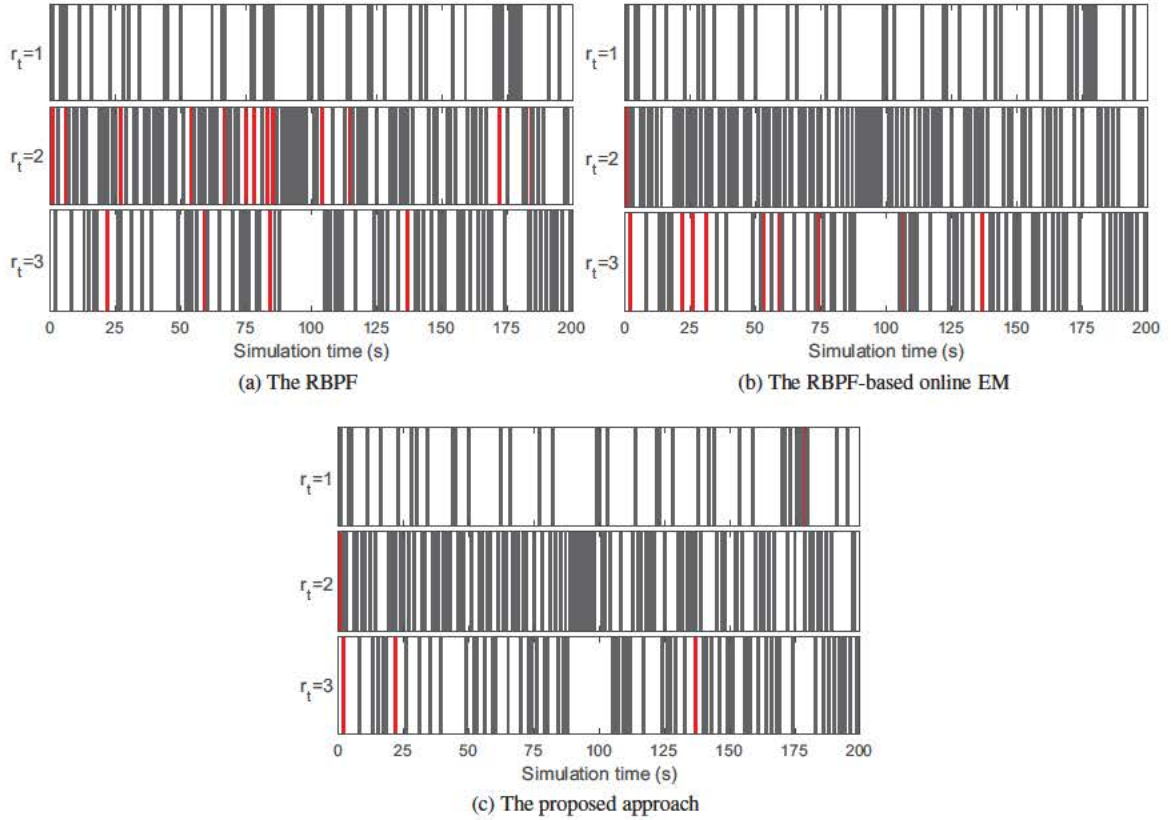 r_t=1
r_t=2
r_t=3
0 25 50 75 100 125 150 175 200
Simulation time (s)
(a) The RBPF
r_t=1
r_t=2
r_t=3
0 25 50 75 100 125 150 175 200
Simulation time (s)
(b) The RBPF-based online EM
r_t=1
r_t=2
r_t=3
0 25 50 75 100 125 150 175 200
Simulation time (s)
(c) The proposed approach